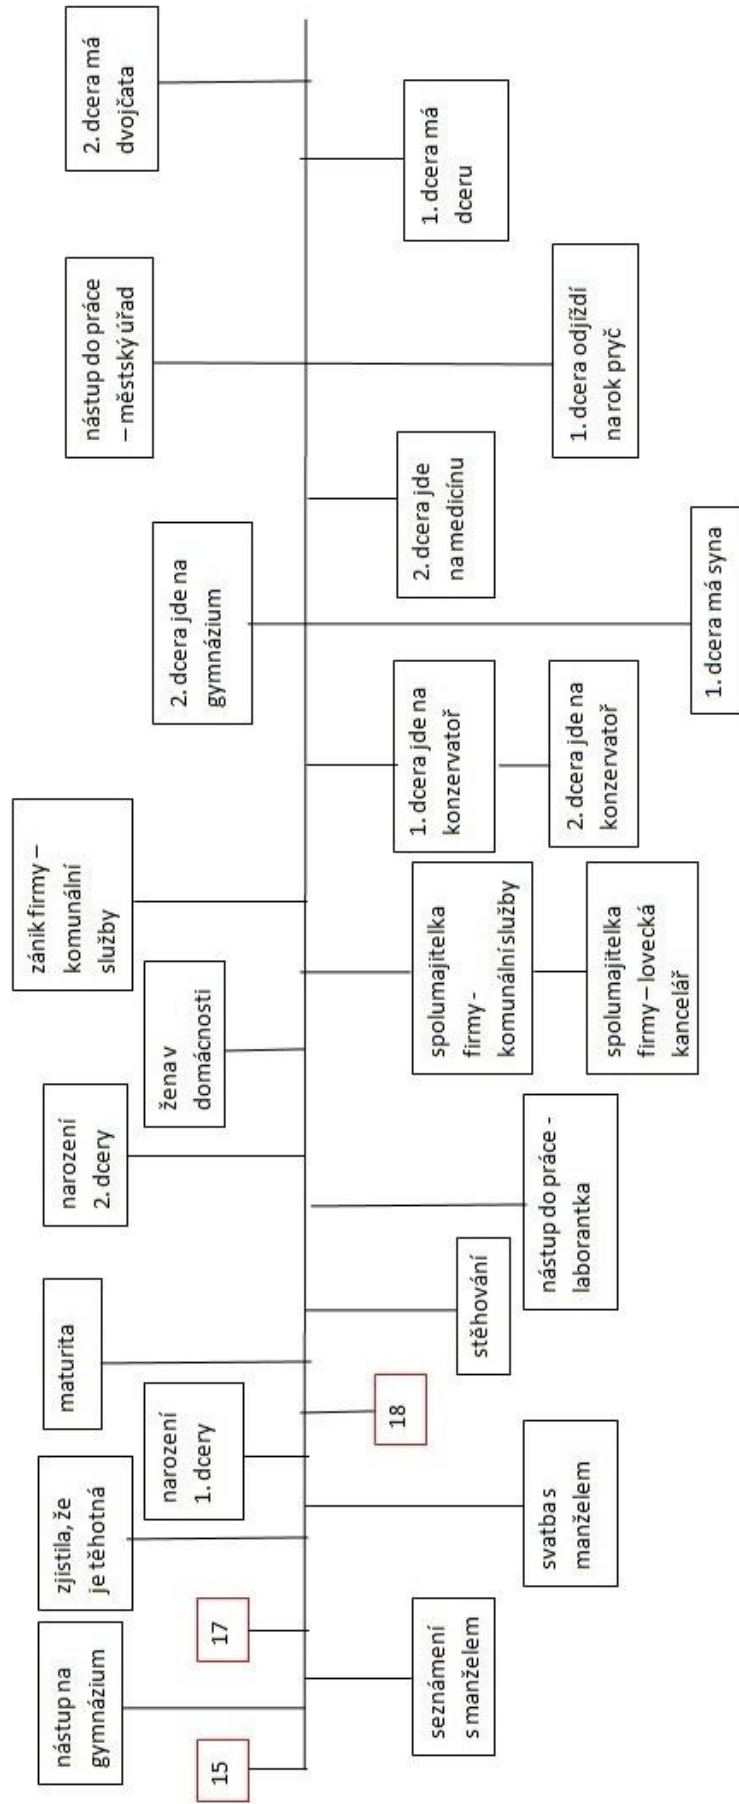 15
nástup na
gymnázium
seznámení
s manželem
17
zjistila, že
je těhotná
svatba s
manželem
narození
1. dcery
18
maturita
stěhování
nástup do práce -
laborantka
narození
2. dcery
žena v
domácnosti
spolumajitelka
firmy -
komunální služby
spolumajitelka
firmy – lovecká
kancelář
zánik firmy –
komunální
služby
1. dcera jde na
konzervatoř
2. dcera jde na
konzervatoř
2. dcera jde na
gymnázium
1. dcera má syna
2. dcera jde
na medicínu
nástup do práce
– městský úřad
1. dcera odjíždí
na rok pryč
1. dcera má
dceru
2. dcera má
dvojčata